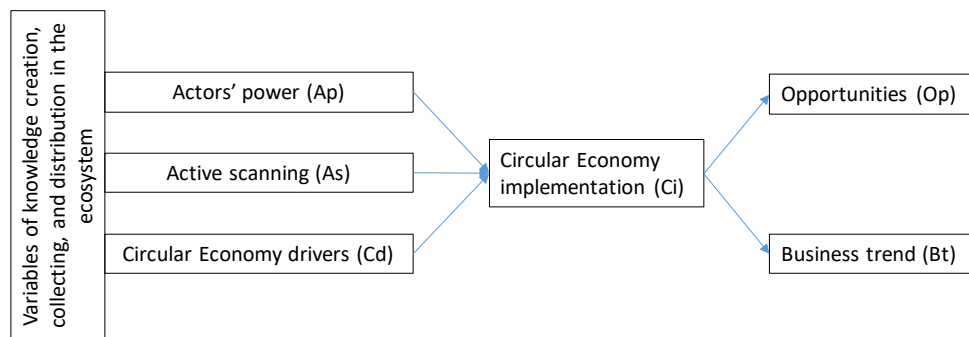 Variables of knowledge creation,
collecting, and distribution in the
ecosystem
Actors’ power (Ap)
Active scanning (As)
Circular Economy drivers (Cd)
Circular Economy
implementation (Ci)
Opportunities (Op)
Business trend (Bt)